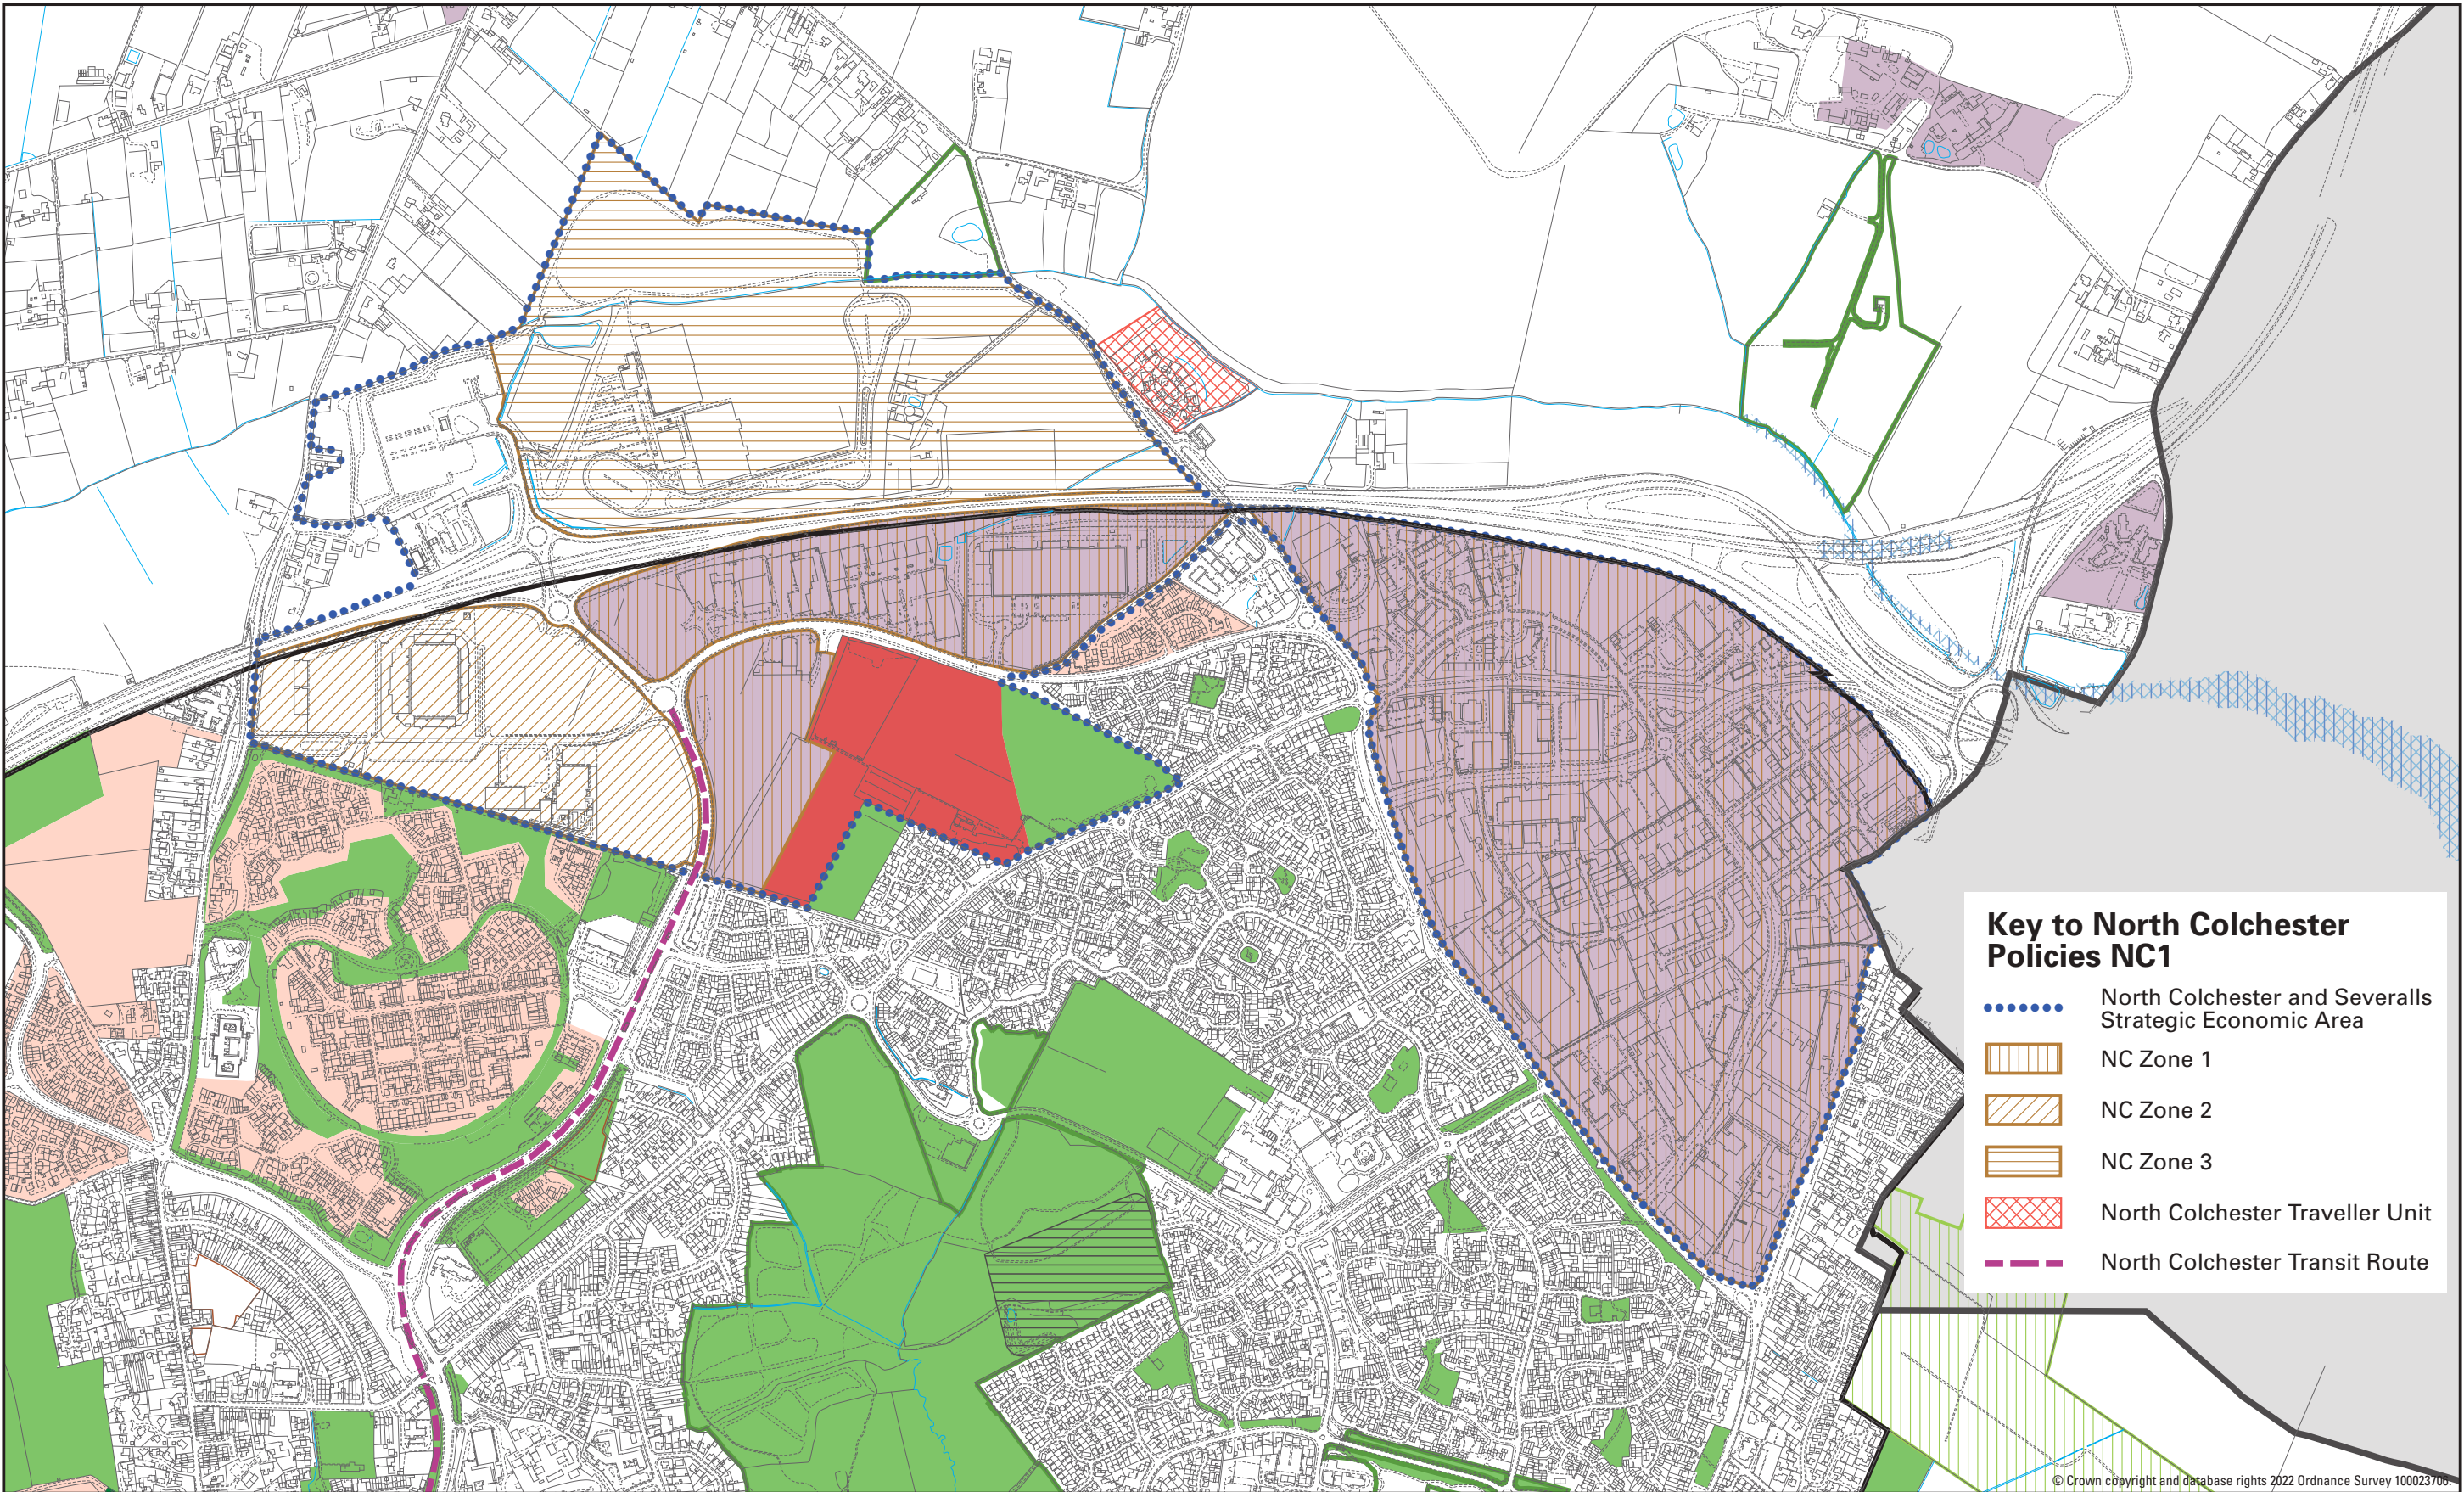 Key to North Colchester
Policies NC1
North Colchester and Severalls
Strategic Economic Area
NC Zone 1
NC Zone 2
NC Zone 3
North Colchester Traveller Unit
North Colchester Transit Route
© Crown copyright and database rights 2022 Ordnance Survey 100023706.